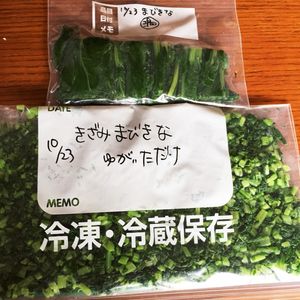 品目
日付
メモ
10/23 まびきな
DATE
きざみまびきな
10/23
ゆがいただけ
MEMO
冷凍・冷蔵保存